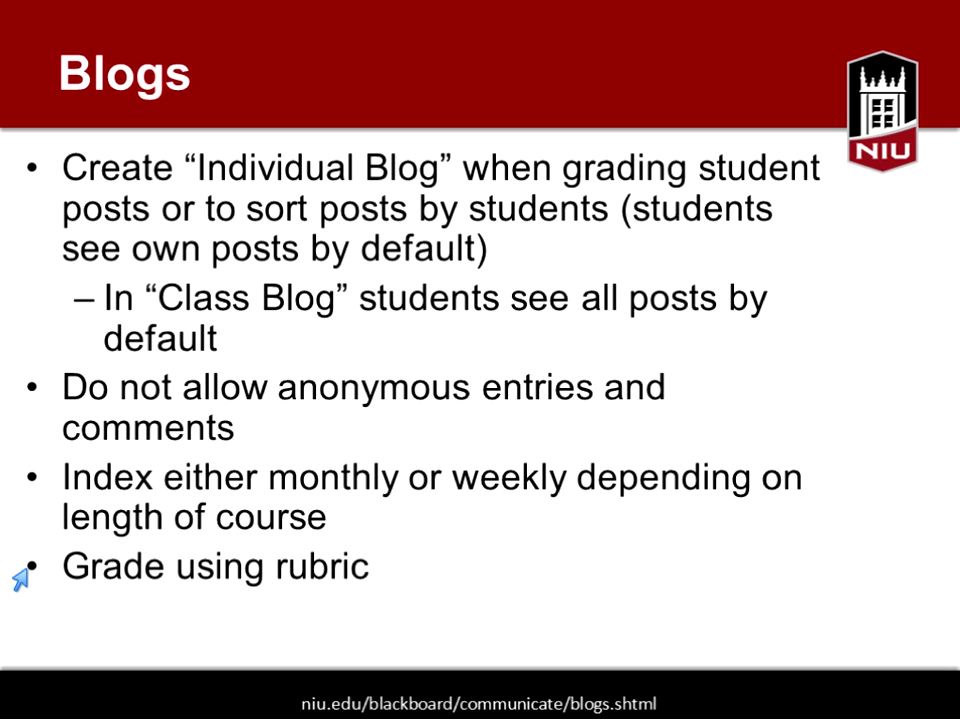 Blogs
NIU
• Create “Individual Blog” when grading student
posts or to sort posts by students (students
see own posts by default)
– In “Class Blog” students see all posts by
default
• Do not allow anonymous entries and
comments
• Index either monthly or weekly depending on
length of course
• Grade using rubric
niu.edu/blackboard/communicate/blogs.shtml